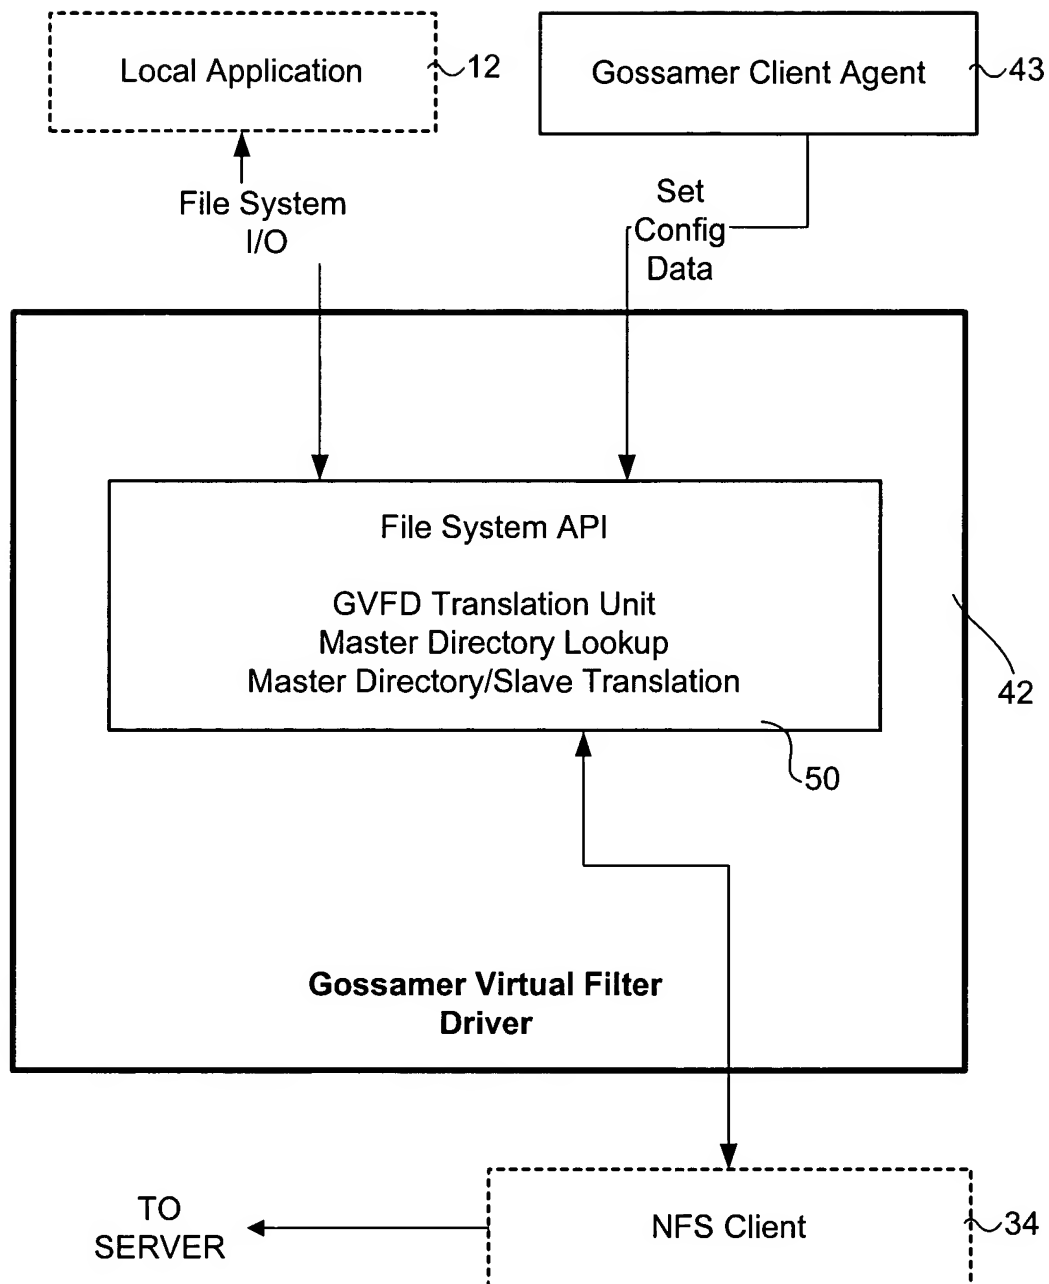 Local Application
12
Gossamer Client Agent
43
File System
I/O
Set
Config
Data
File System API
GVFD Translation Unit
Master Directory Lookup
Master Directory/Slave Translation
42
50
Gossamer Virtual Filter
Driver
TO
SERVER
NFS Client
34